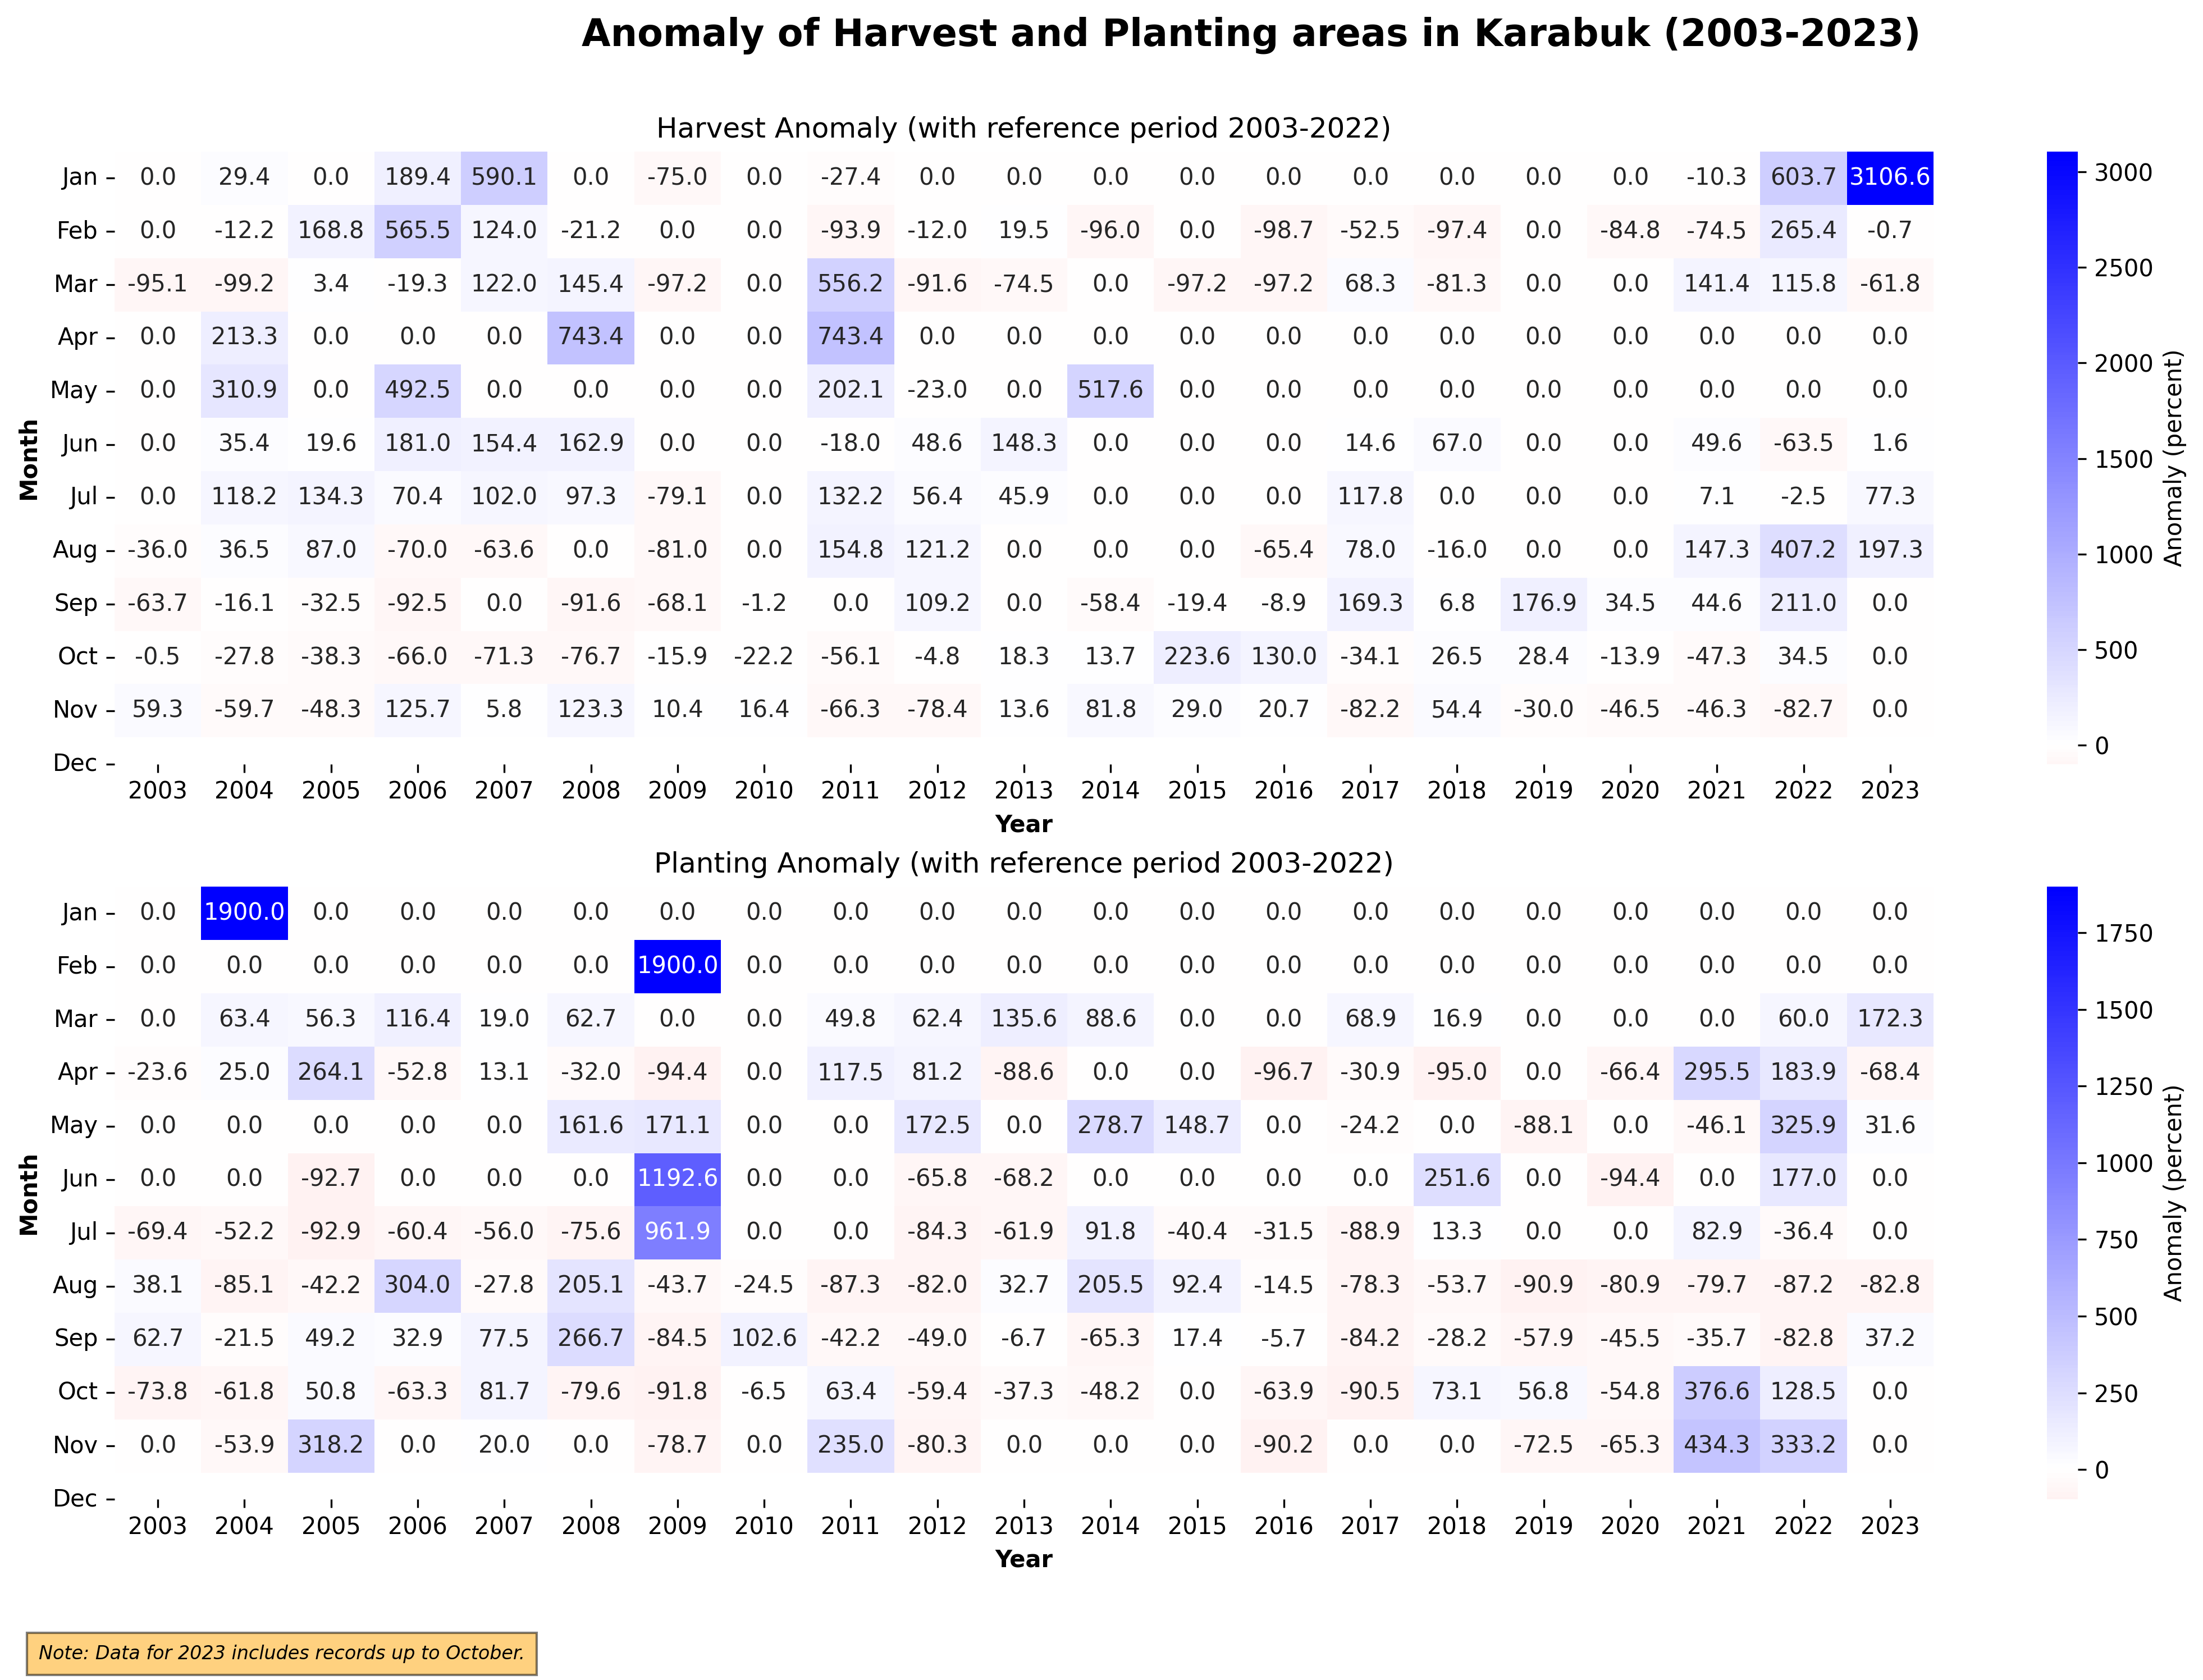 Anomaly of Harvest and Planting areas in Karabuk (2003-2023)
Harvest Anomaly (with reference period 2003-2022)
Jan 0.0 29.4 0.0 189.4 590.1 0.0 -75.0 0.0 -27.4 0.0 0.0 0.0 0.0 0.0 0.0 0.0 0.0 0.0 -10.3 603.7 3106.6
Feb 0.0 -12.2 168.8 565.5 124.0 -21.2 0.0 0.0 -93.9 -12.0 19.5 -96.0 0.0 -98.7 -52.5 -97.4 0.0 -84.8 -74.5 265.4 -0.7
Mar -95.1 -99.2 3.4 -19.3 122.0 145.4 -97.2 0.0 556.2 -91.6 -74.5 0.0 -97.2 -97.2 68.3 -81.3 0.0 0.0 141.4 115.8 -61.8
Apr 0.0 213.3 0.0 0.0 0.0 743.4 0.0 0.0 743.4 0.0 0.0 0.0 0.0 0.0 0.0 0.0 0.0 0.0 0.0 0.0 0.0
May 0.0 310.9 0.0 492.5 0.0 0.0 0.0 0.0 202.1 -23.0 0.0 517.6 0.0 0.0 0.0 0.0 0.0 0.0 0.0 0.0 0.0
Jun 0.0 35.4 19.6 181.0 154.4 162.9 0.0 0.0 -18.0 48.6 148.3 0.0 0.0 0.0 14.6 67.0 0.0 0.0 49.6 -63.5 1.6
Jul 0.0 118.2 134.3 70.4 102.0 97.3 -79.1 0.0 132.2 56.4 45.9 0.0 0.0 0.0 117.8 0.0 0.0 0.0 7.1 -2.5 77.3
Aug -36.0 36.5 87.0 -70.0 -63.6 0.0 -81.0 0.0 154.8 121.2 0.0 0.0 0.0 -65.4 78.0 -16.0 0.0 0.0 147.3 407.2 197.3
Sep -63.7 -16.1 -32.5 -92.5 0.0 -91.6 -68.1 -1.2 0.0 109.2 0.0 -58.4 -19.4 -8.9 169.3 6.8 176.9 34.5 44.6 211.0 0.0
Oct -0.5 -27.8 -38.3 -66.0 -71.3 -76.7 -15.9 -22.2 -56.1 -4.8 18.3 13.7 223.6 130.0 -34.1 26.5 28.4 -13.9 -47.3 34.5 0.0
Nov 59.3 -59.7 -48.3 125.7 5.8 123.3 10.4 16.4 -66.3 -78.4 13.6 81.8 29.0 20.7 -82.2 54.4 -30.0 -46.5 -46.3 -82.7 0.0
Dec
2003 2004 2005 2006 2007 2008 2009 2010 2011 2012 2013 2014 2015 2016 2017 2018 2019 2020 2021 2022 2023
Year
Month
3000
2500
2000
1500
1000
500
0
Anomaly (percent)
Planting Anomaly (with reference period 2003-2022)
Jan 0.0 1900.0 0.0 0.0 0.0 0.0 0.0 0.0 0.0 0.0 0.0 0.0 0.0 0.0 0.0 0.0 0.0 0.0 0.0 0.0 0.0
Feb 0.0 0.0 0.0 0.0 0.0 0.0 1900.0 0.0 0.0 0.0 0.0 0.0 0.0 0.0 0.0 0.0 0.0 0.0 0.0 0.0 0.0
Mar 0.0 63.4 56.3 116.4 19.0 62.7 0.0 0.0 49.8 62.4 135.6 88.6 0.0 0.0 68.9 16.9 0.0 0.0 0.0 60.0 172.3
Apr -23.6 25.0 264.1 -52.8 13.1 -32.0 -94.4 0.0 117.5 81.2 -88.6 0.0 0.0 -96.7 -30.9 -95.0 0.0 -66.4 295.5 183.9 -68.4
May 0.0 0.0 0.0 0.0 0.0 161.6 171.1 0.0 0.0 172.5 0.0 278.7 148.7 0.0 -24.2 0.0 -88.1 0.0 -46.1 325.9 31.6
Jun 0.0 0.0 -92.7 0.0 0.0 0.0 1192.6 0.0 0.0 -65.8 -68.2 0.0 0.0 0.0 0.0 251.6 0.0 -94.4 0.0 177.0 0.0
Jul -69.4 -52.2 -92.9 -60.4 -56.0 -75.6 961.9 0.0 0.0 -84.3 -61.9 91.8 -40.4 -31.5 -88.9 13.3 0.0 0.0 82.9 -36.4 0.0
Aug 38.1 -85.1 -42.2 304.0 -27.8 205.1 -43.7 -24.5 -87.3 -82.0 32.7 205.5 92.4 -14.5 -78.3 -53.7 -90.9 -80.9 -79.7 -87.2 -82.8
Sep 62.7 -21.5 49.2 32.9 77.5 266.7 -84.5 102.6 -42.2 -49.0 -6.7 -65.3 17.4 -5.7 -84.2 -28.2 -57.9 -45.5 -35.7 -82.8 37.2
Oct -73.8 -61.8 50.8 -63.3 81.7 -79.6 -91.8 -6.5 63.4 -59.4 -37.3 -48.2 0.0 -63.9 -90.5 73.1 56.8 -54.8 376.6 128.5 0.0
Nov 0.0 -53.9 318.2 0.0 20.0 0.0 -78.7 0.0 235.0 -80.3 0.0 0.0 0.0 -90.2 0.0 0.0 -72.5 -65.3 434.3 333.2 0.0
Dec
2003 2004 2005 2006 2007 2008 2009 2010 2011 2012 2013 2014 2015 2016 2017 2018 2019 2020 2021 2022 2023
Year
Month
1750
1500
1250
1000
750
500
250
0
Anomaly (percent)
Note: Data for 2023 includes records up to October.